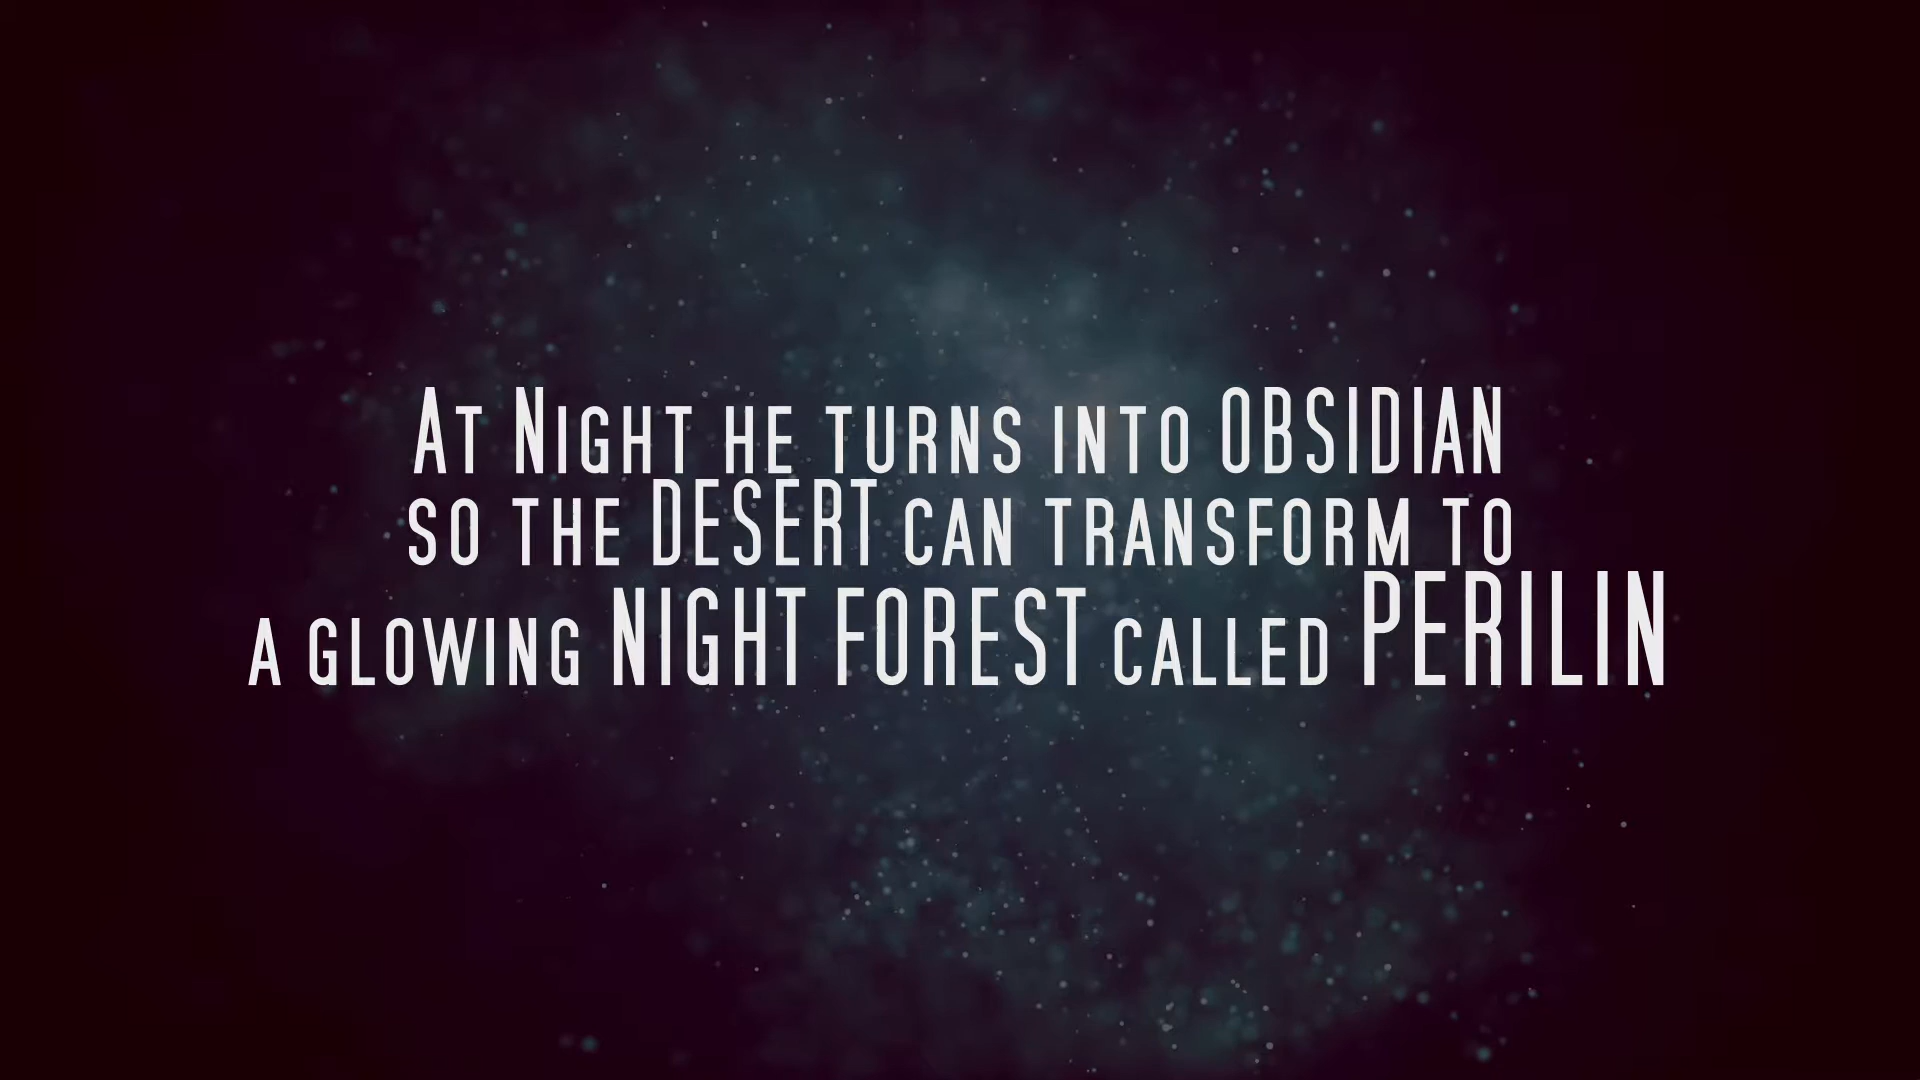 At Night he turns into OBSIDIAN
so the DESERT can transform to
a glowing NIGHT FOREST called PERILIN